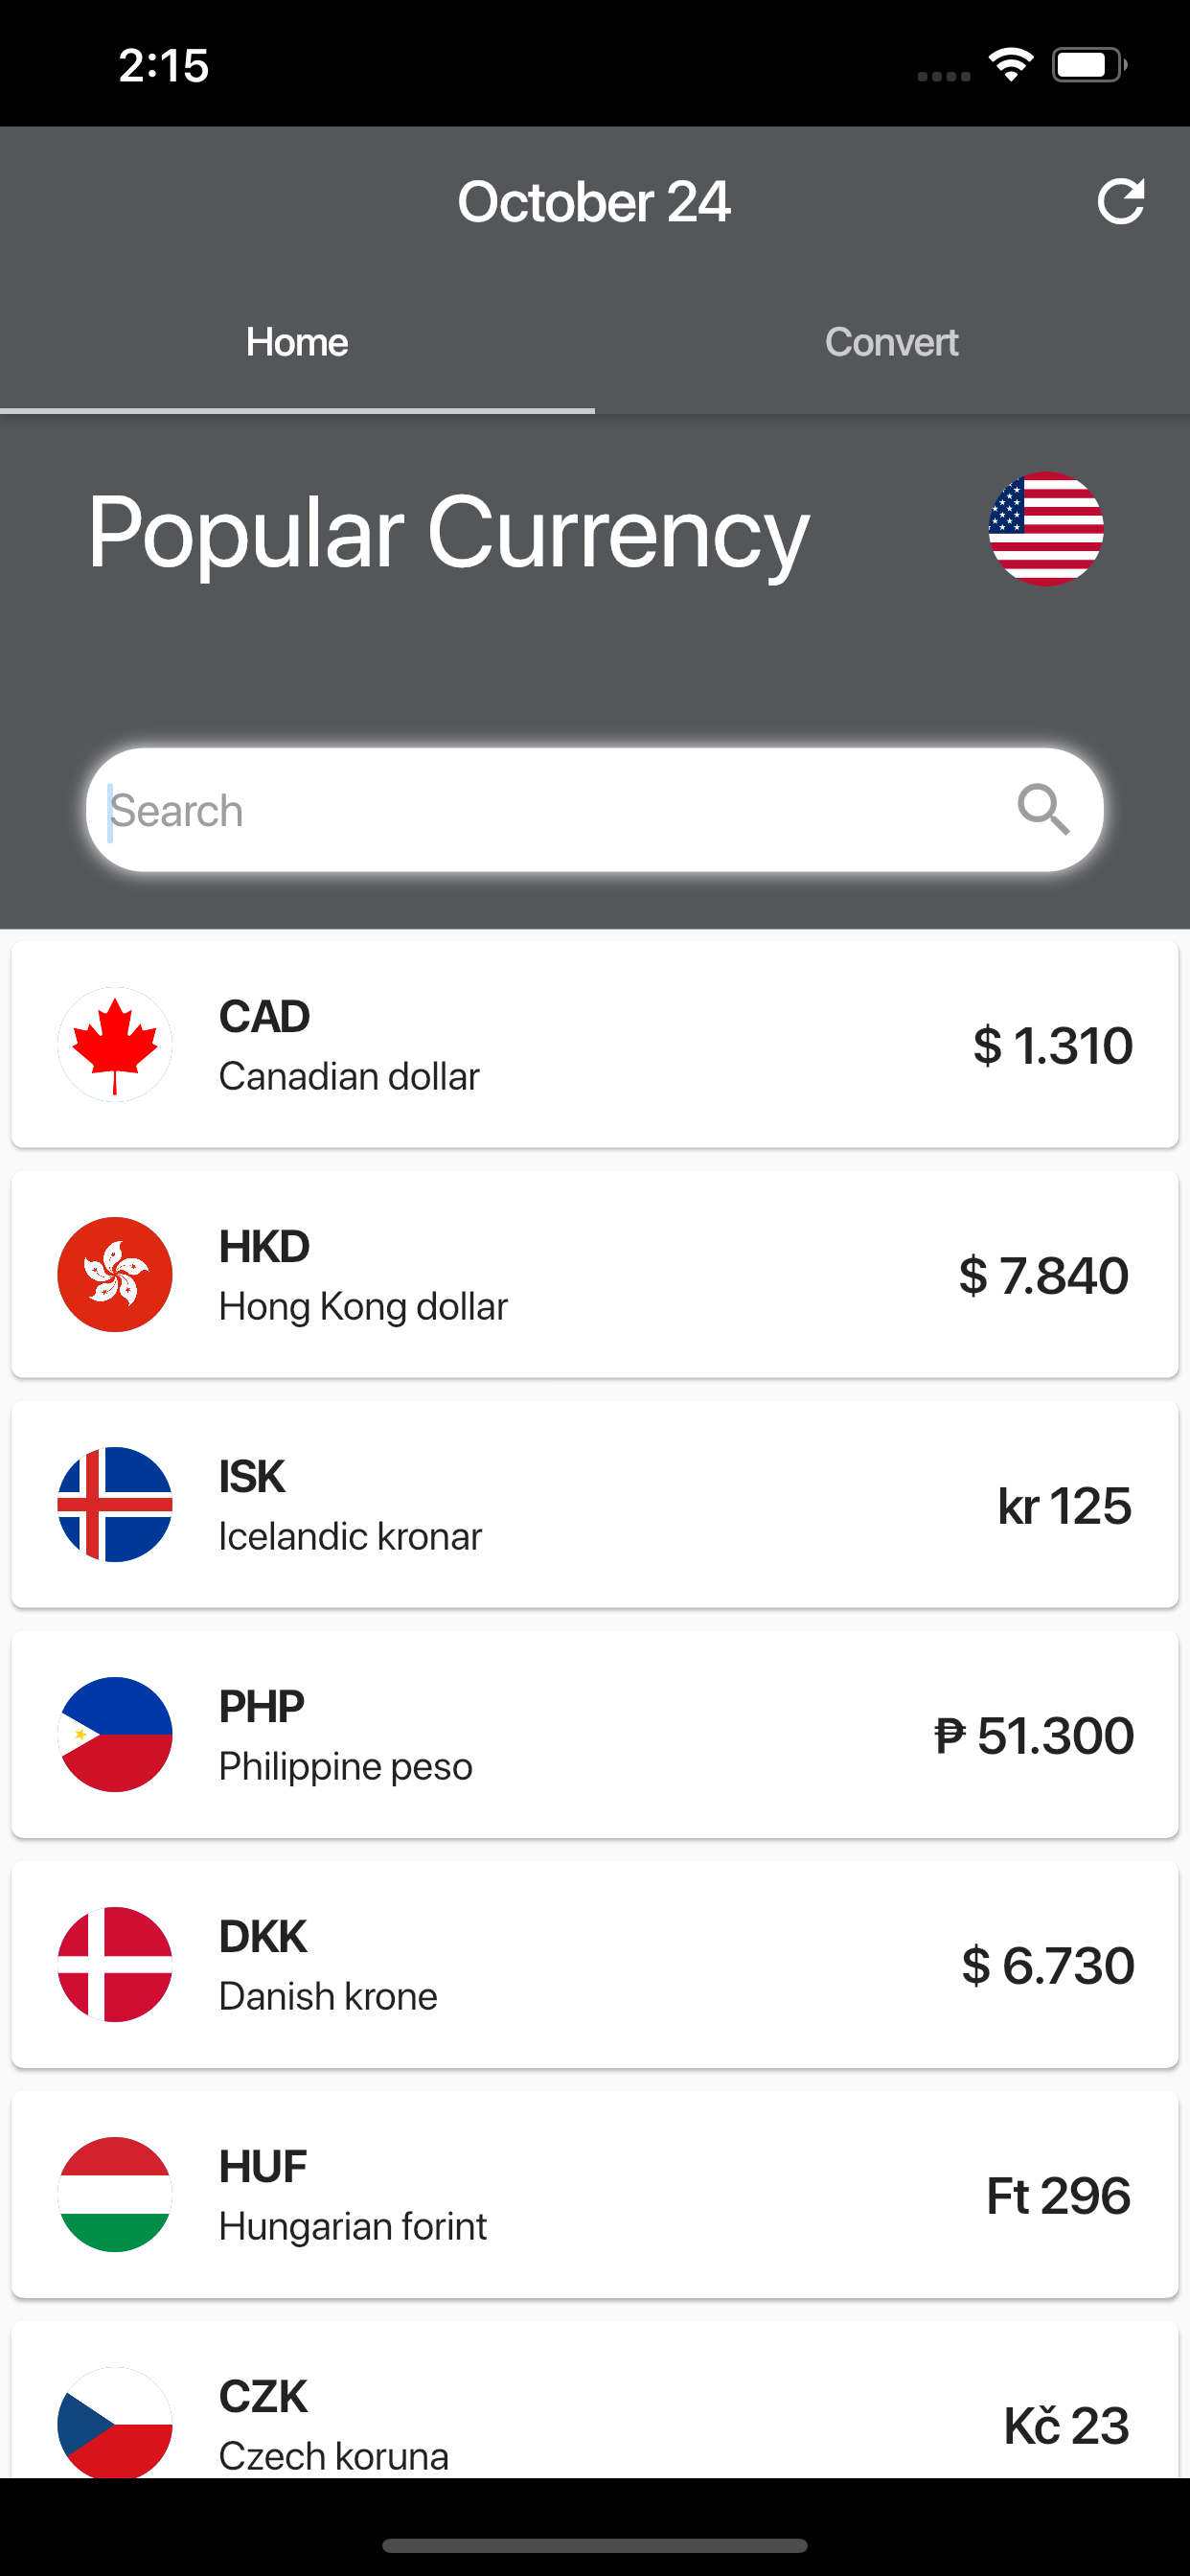 2:15
October 24
Home
Convert
Popular Currency
Search
CAD
Canadian dollar
$ 1.310
HKD
Hong Kong dollar
$ 7.840
ISK
Icelandic kronar
kr 125
PHP
Philippine peso
₱ 51.300
DKK
Danish krone
$ 6.730
HUF
Hungarian forint
Ft 296
CZK
Czech koruna
Kč 23